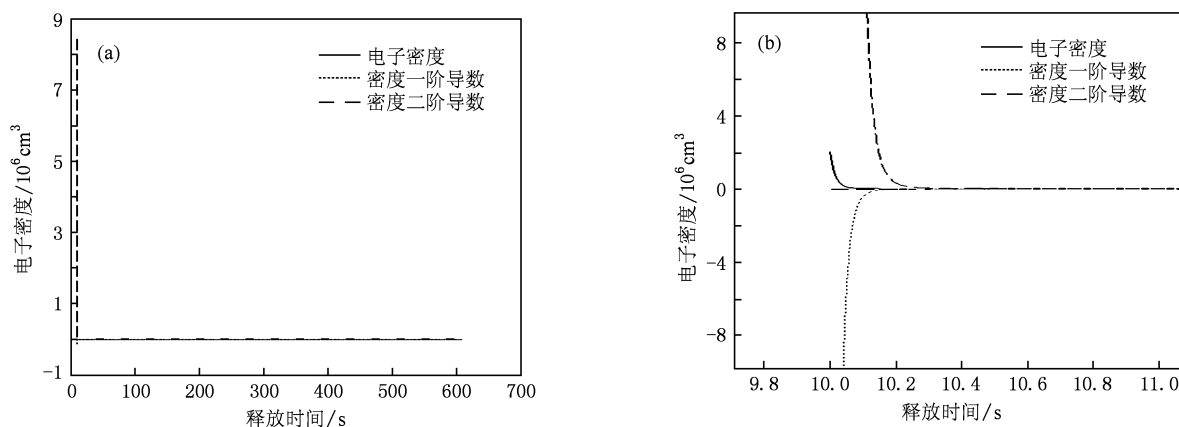 (a)
电子密度
密度一阶导数
密度二阶导数
电子密度/10⁶cm³
9
7
5
3
1
-1
0 100 200 300 400 500 600 700
释放时间/s
(b)
电子密度
密度一阶导数
密度二阶导数
电子密度/10⁶cm³
8
4
0
-4
-8
9.8 10.0 10.2 10.4 10.6 10.8 11.0
释放时间/s